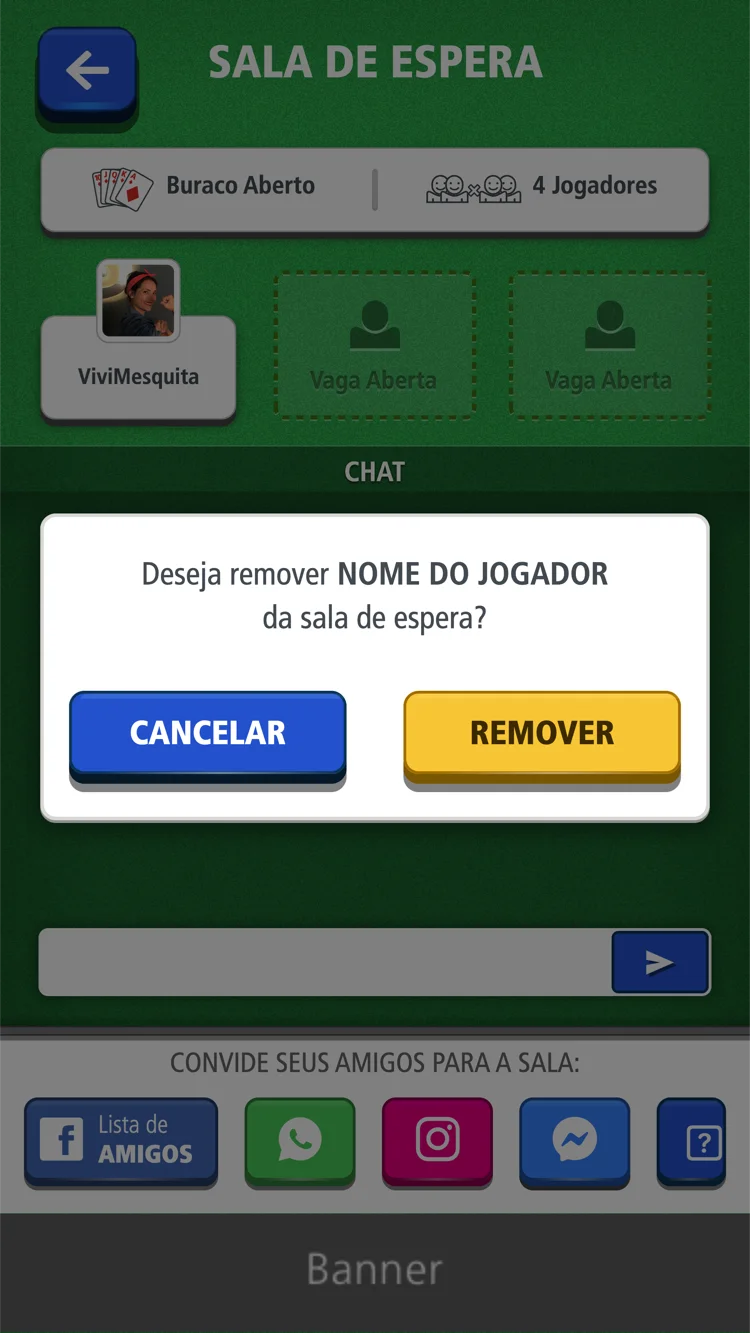 SALA DE ESPERA
Buraco Aberto
4 Jogadores
ViviMesquita
Vaga Aberta
Vaga Aberta
CHAT
Deseja remover NOME DO JOGADOR
da sala de espera?
CANCELAR
REMOVER
CONVIDE SEUS AMIGOS PARA A SALA:
Lista de
AMIGOS
Banner